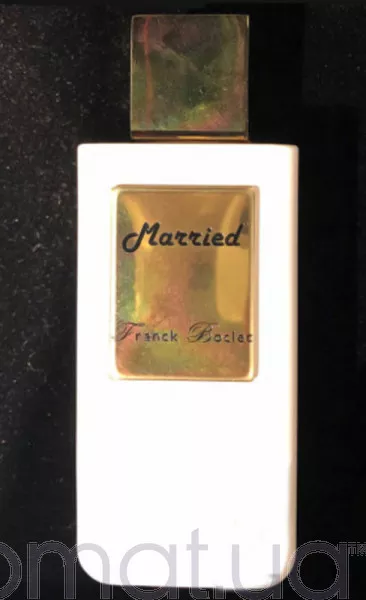 Married
Franck Boclet
omat.ua